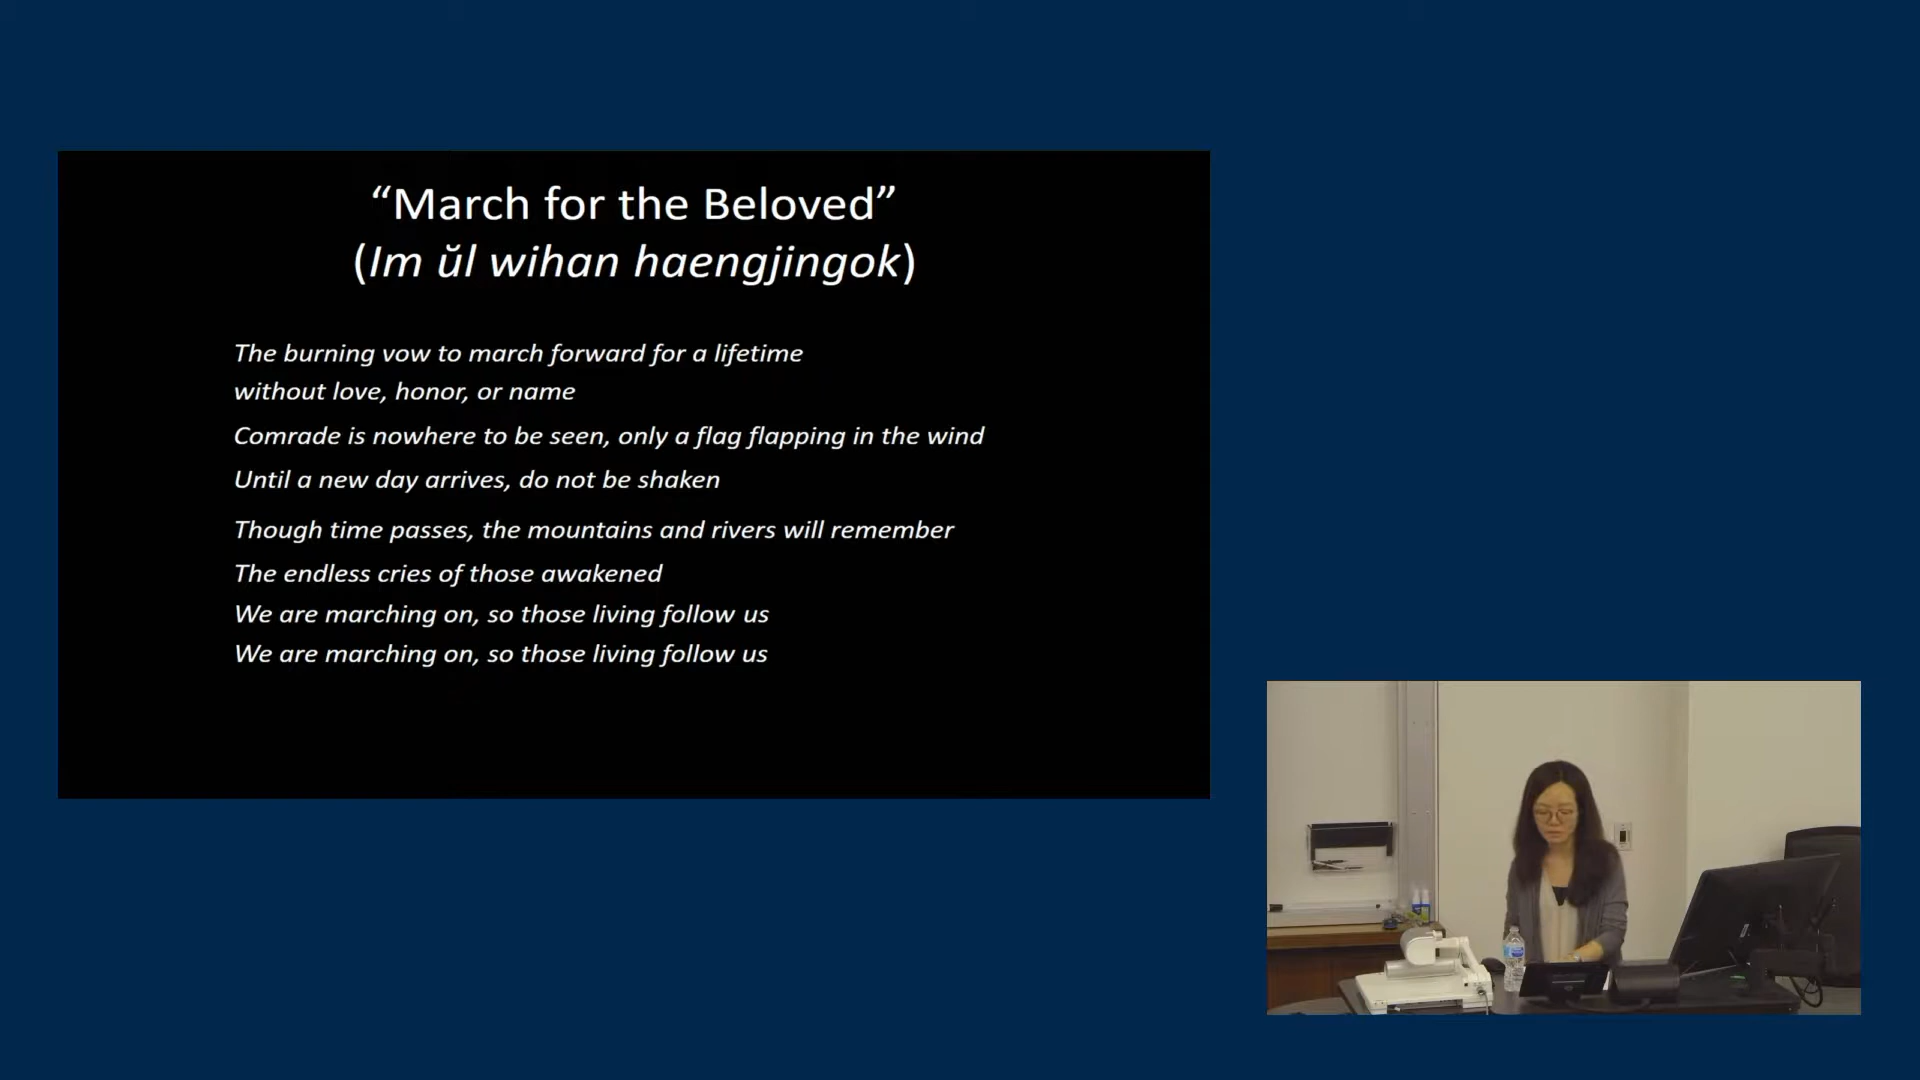 “March for the Beloved”
(Im ŭl wihan haengjingok)
The burning vow to march forward for a lifetime
without love, honor, or name
Comrade is nowhere to be seen, only a flag flapping in the wind
Until a new day arrives, do not be shaken
Though time passes, the mountains and rivers will remember
The endless cries of those awakened
We are marching on, so those living follow us
We are marching on, so those living follow us